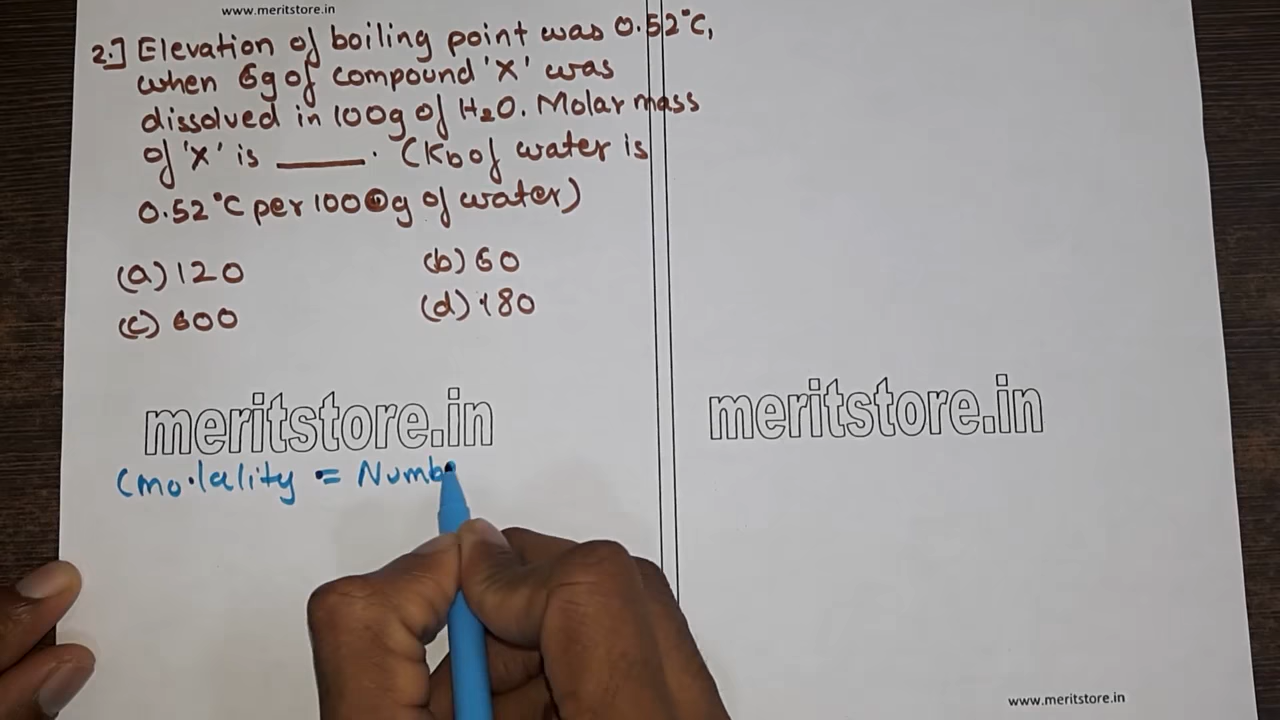 www.meritstore.in
2.] Elevation of boiling point was 0.52°C,
when 6g of compound 'X' was
dissolved in 100g of H₂O. Molar mass
of 'X' is ______. (Kb of water is
0.52°C per 1000g of water)
(a) 120 (b) 60
(c) 600 (d) 180
meritstore.in meritstore.in
(molality = Numb
www.meritstore.in